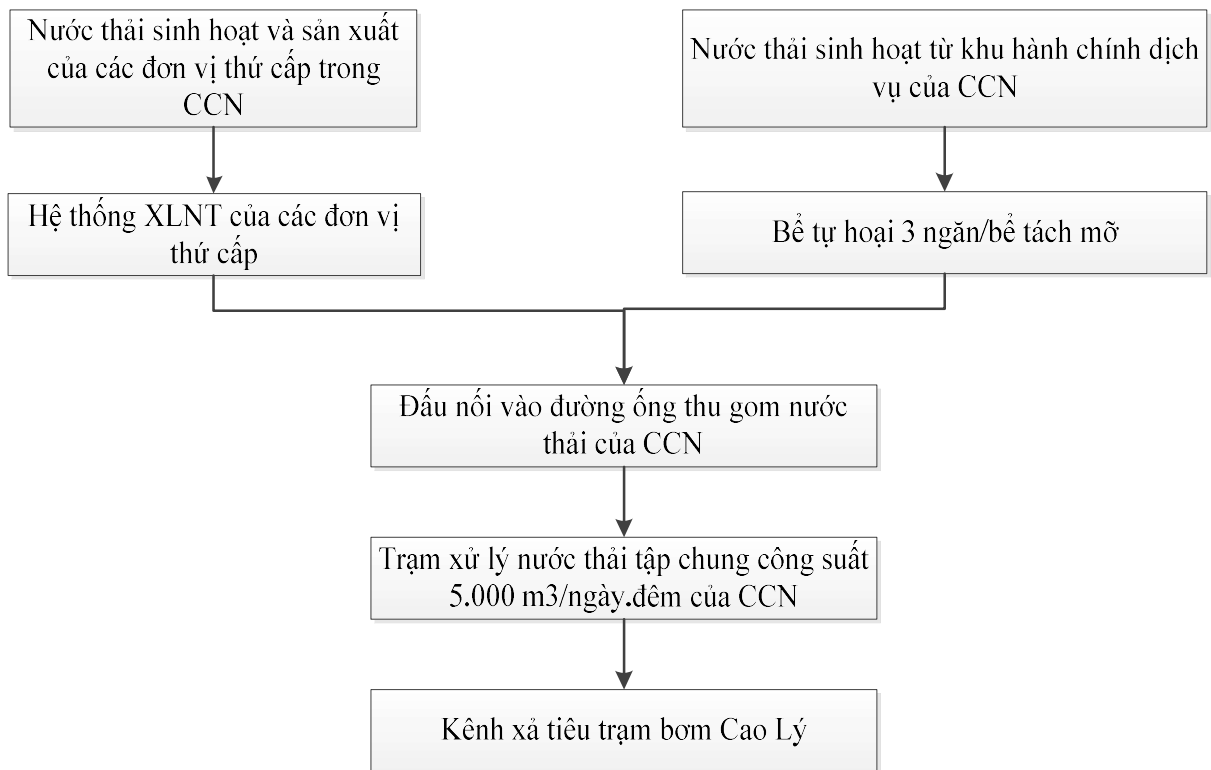 Nước thải sinh hoạt và sản xuất
của các đơn vị thứ cấp trong
CCN
Nước thải sinh hoạt từ khu hành chính dịch
vụ của CCN
Hệ thống XLNT của các đơn vị
thứ cấp
Bể tự hoại 3 ngăn/bể tách mỡ
Đấu nối vào đường ống thu gom nước
thải của CCN
Trạm xử lý nước thải tập chung công suất
5.000 m3/ngày.đêm của CCN
Kênh xả tiêu trạm bơm Cao Lý